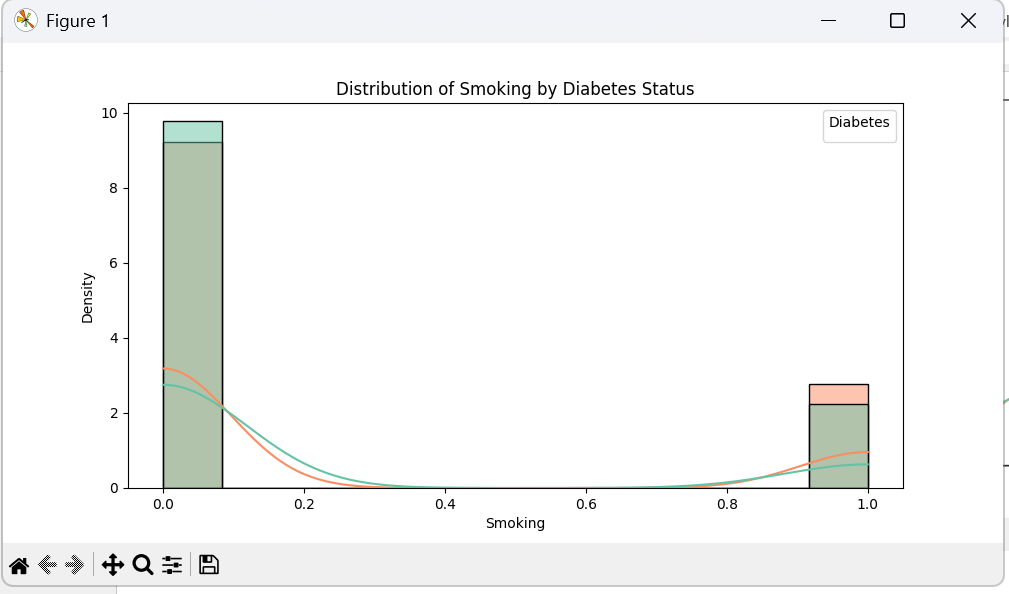 Figure 1
Distribution of Smoking by Diabetes Status
Diabetes
10
8
6
4
2
0
Density
0.0 0.2 0.4 0.6 0.8 1.0
Smoking